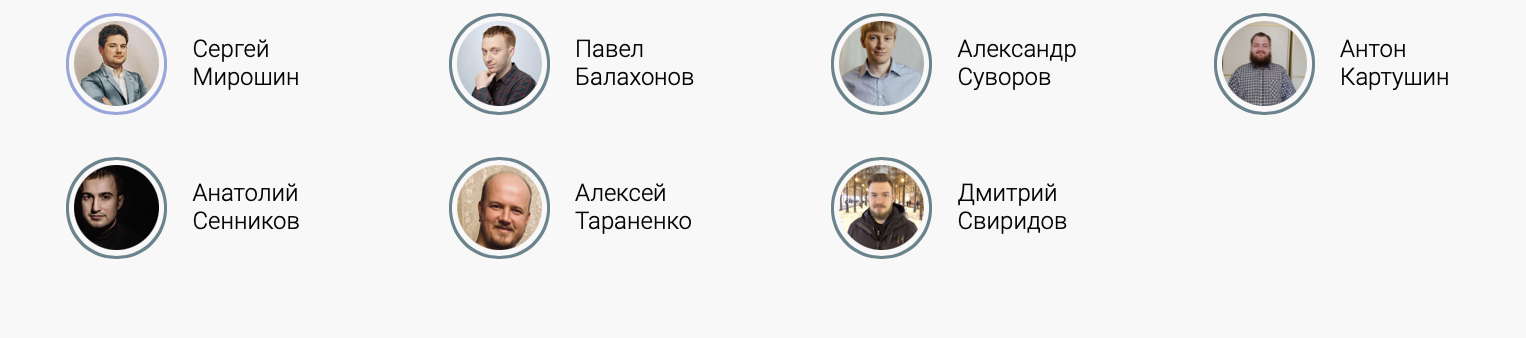 Сергей
Мирошин
Павел
Балахонов
Александр
Суворов
Антон
Картушин
Анатолий
Сенников
Алексей
Тараненко
Дмитрий
Свиридов